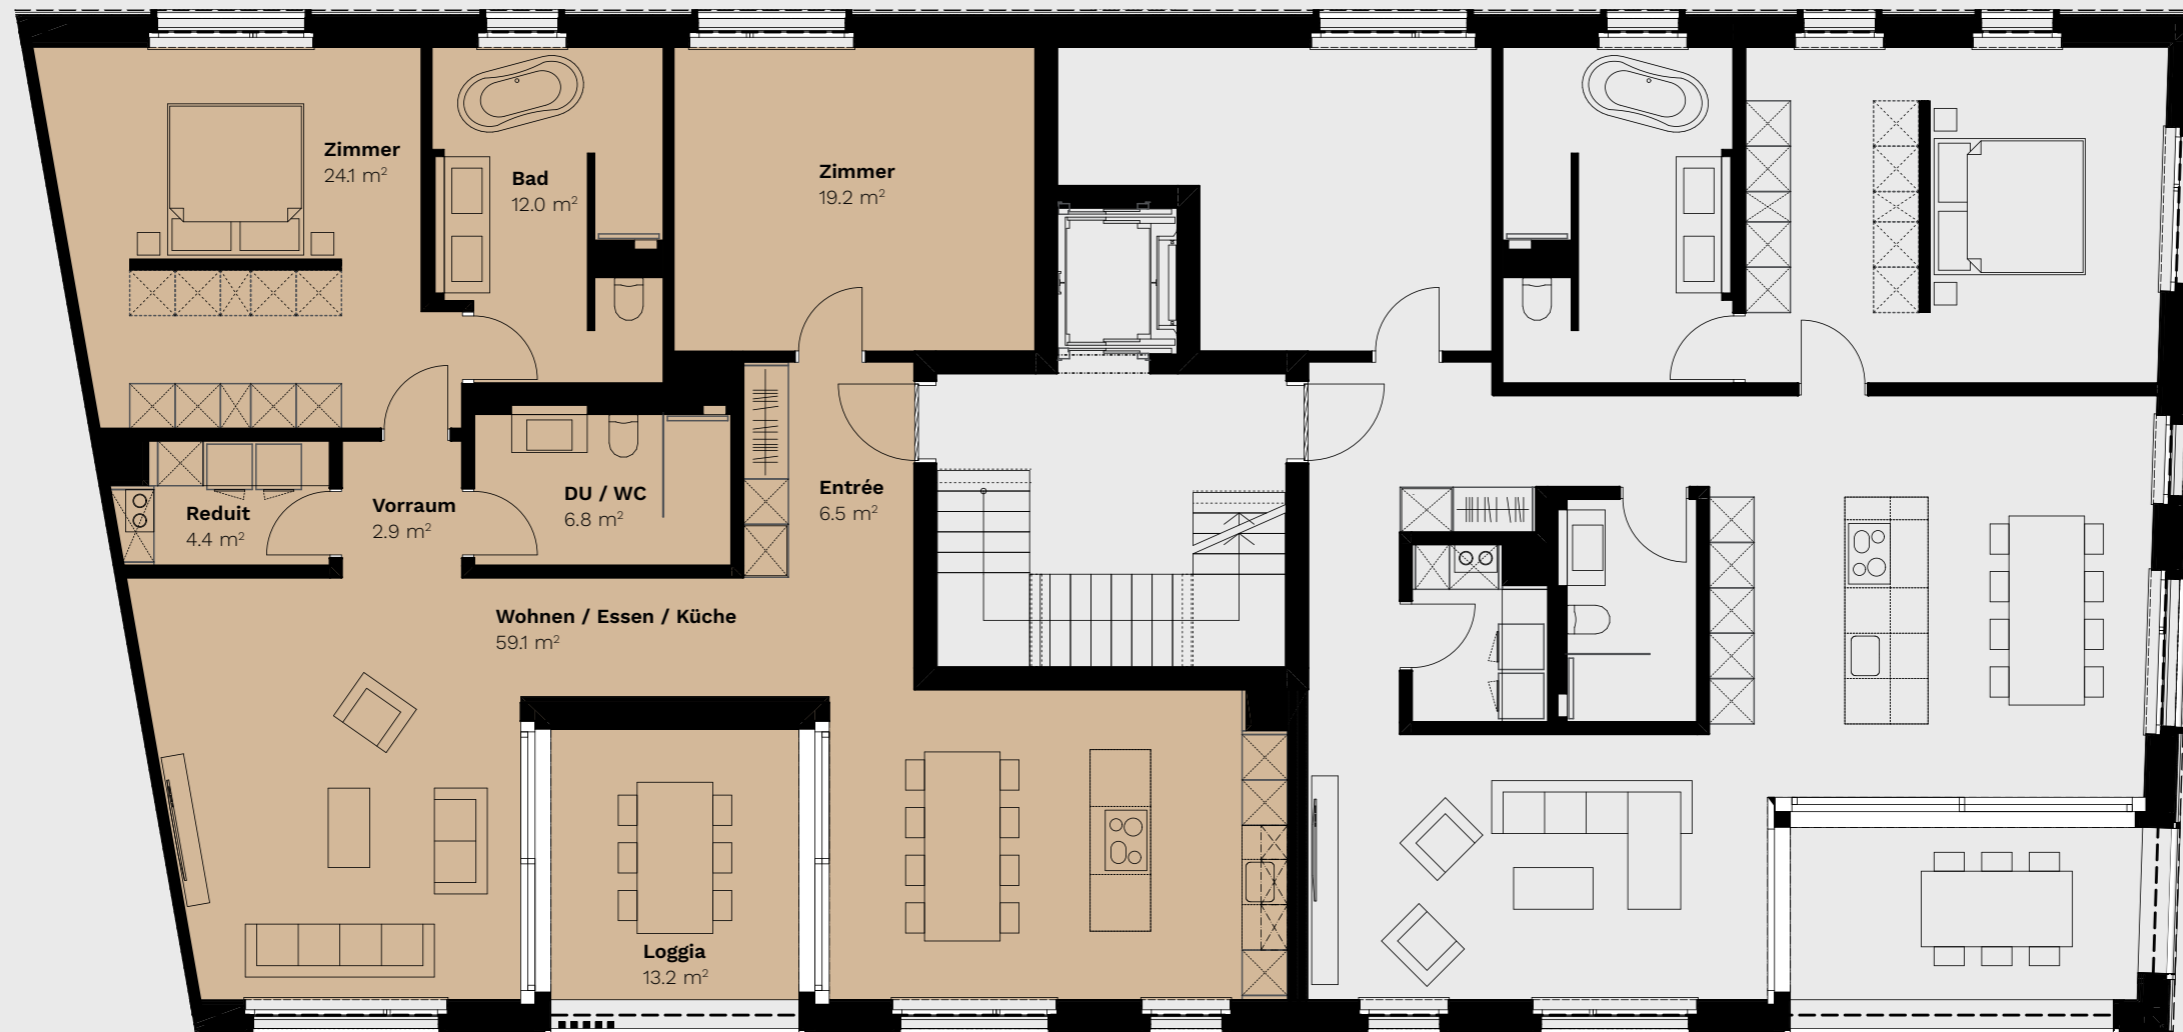 Zimmer
24.1 m²
Bad
12.0 m²
Zimmer
19.2 m²
Reduit
4.4 m²
Vorraum
2.9 m²
DU / WC
6.8 m²
Entrée
6.5 m²
Wohnen / Essen / Küche
59.1 m²
Loggia
13.2 m²